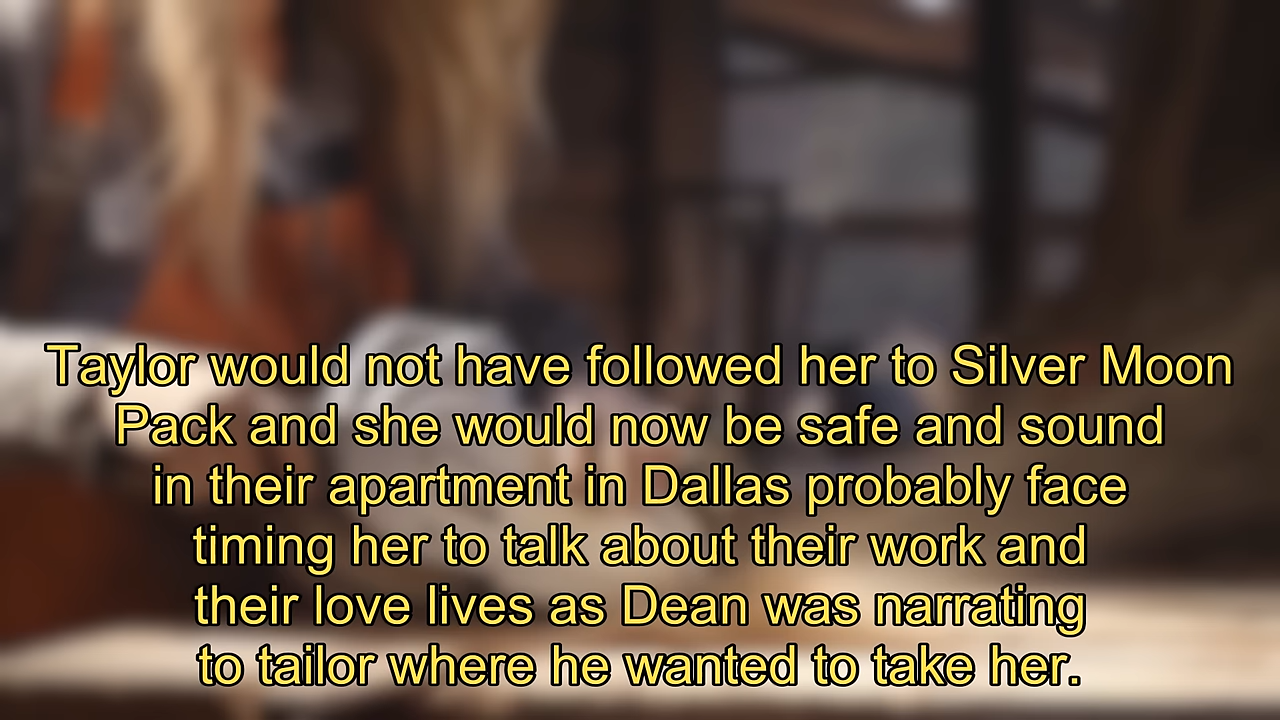 Taylor would not have followed her to Silver Moon
Pack and she would now be safe and sound
in their apartment in Dallas probably face
timing her to talk about their work and
their love lives as Dean was narrating
to tailor where he wanted to take her.